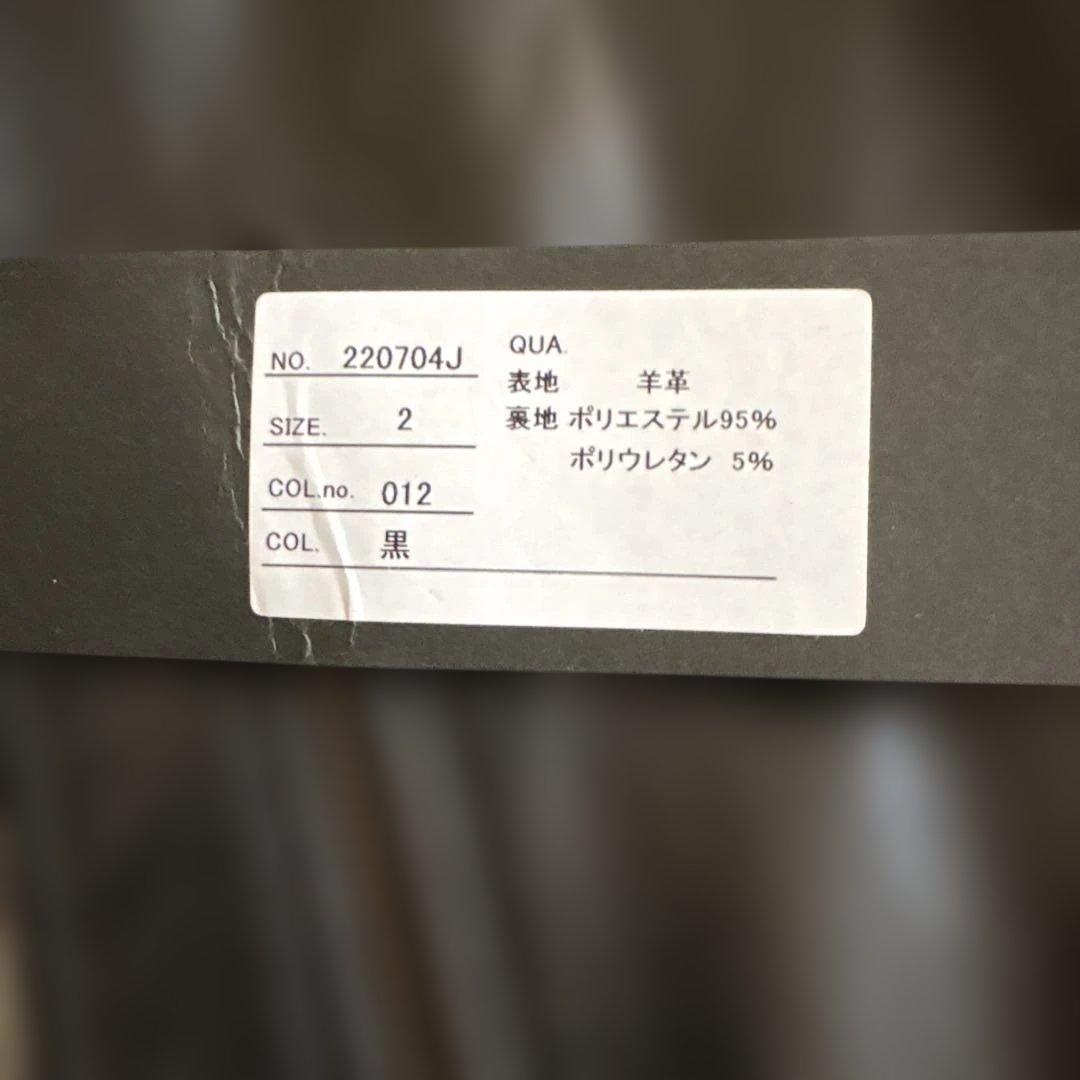 NO. 220704J
SIZE. 2
COL.no. 012
COL. 黒
QUA.
表地 羊革
裏地 ポリエステル95%
ポリウレタン 5%